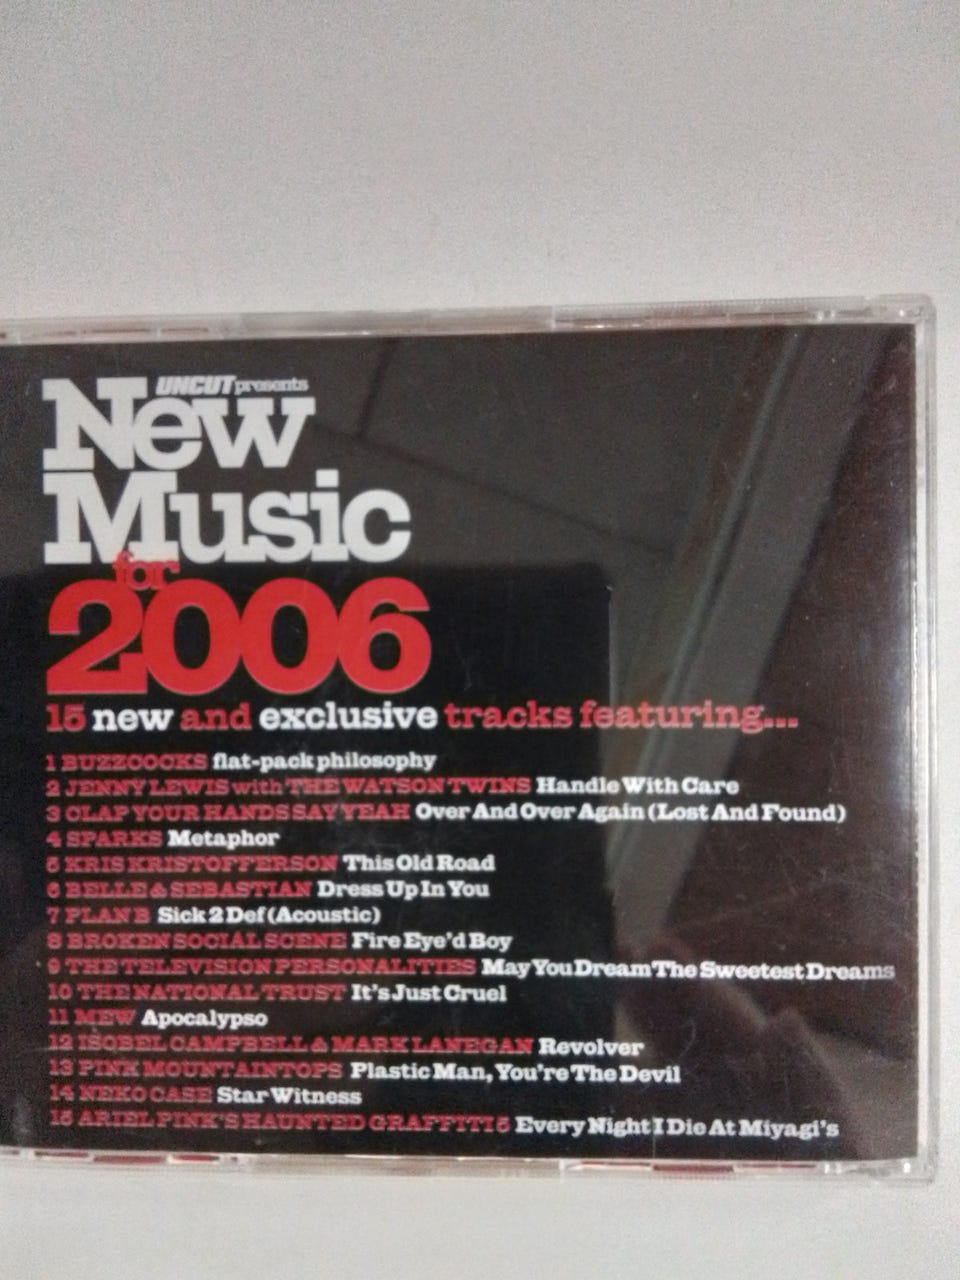 UNCUT presents
New
Music
for
2006
15 new and exclusive tracks featuring...
1 BUZZCOCKS flat-pack philosophy
2 JENNY LEWIS with THE WATSON TWINS Handle With Care
3 CLAP YOUR HANDS SAY YEAH Over And Over Again (Lost And Found)
4 SPARKS Metaphor
5 KRIS KRISTOFFERSON This Old Road
6 BELLE & SEBASTIAN Dress Up In You
7 PLAN B Sick 2 Def (Acoustic)
8 BROKEN SOCIAL SCENE Fire Eye'd Boy
9 THE TELEVISION PERSONALITIES May You Dream The Sweetest Dreams
10 THE NATIONAL TRUST It's Just Cruel
11 MEW Apocalypso
12 ISOBEL CAMPBELL & MARK LANEGAN Revolver
13 PINK MOUNTAINTOPS Plastic Man, You're The Devil
14 NEKO CASE Star Witness
15 ARIEL PINK'S HAUNTED GRAFFITI 5 Every Night I Die At Miyagi's